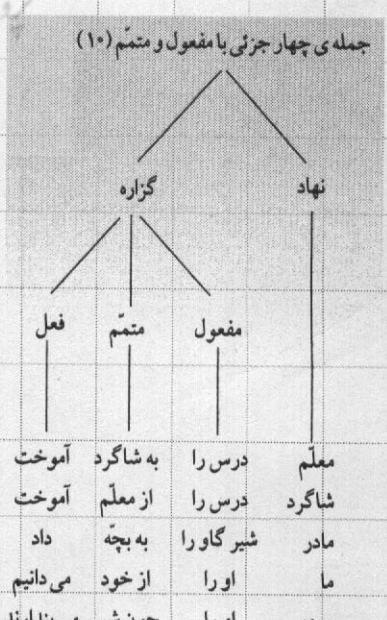 جمله‌ی چهار جزئی با مفعول و متمّم (۱۰)
نهاد گزاره
مفعول متمّم فعل
معلّم درس را به شاگرد آموخت
شاگرد درس را از معلّم آموخت
مادر شیر گاو را به بچّه داد
ما او را از خود می‌دانیم